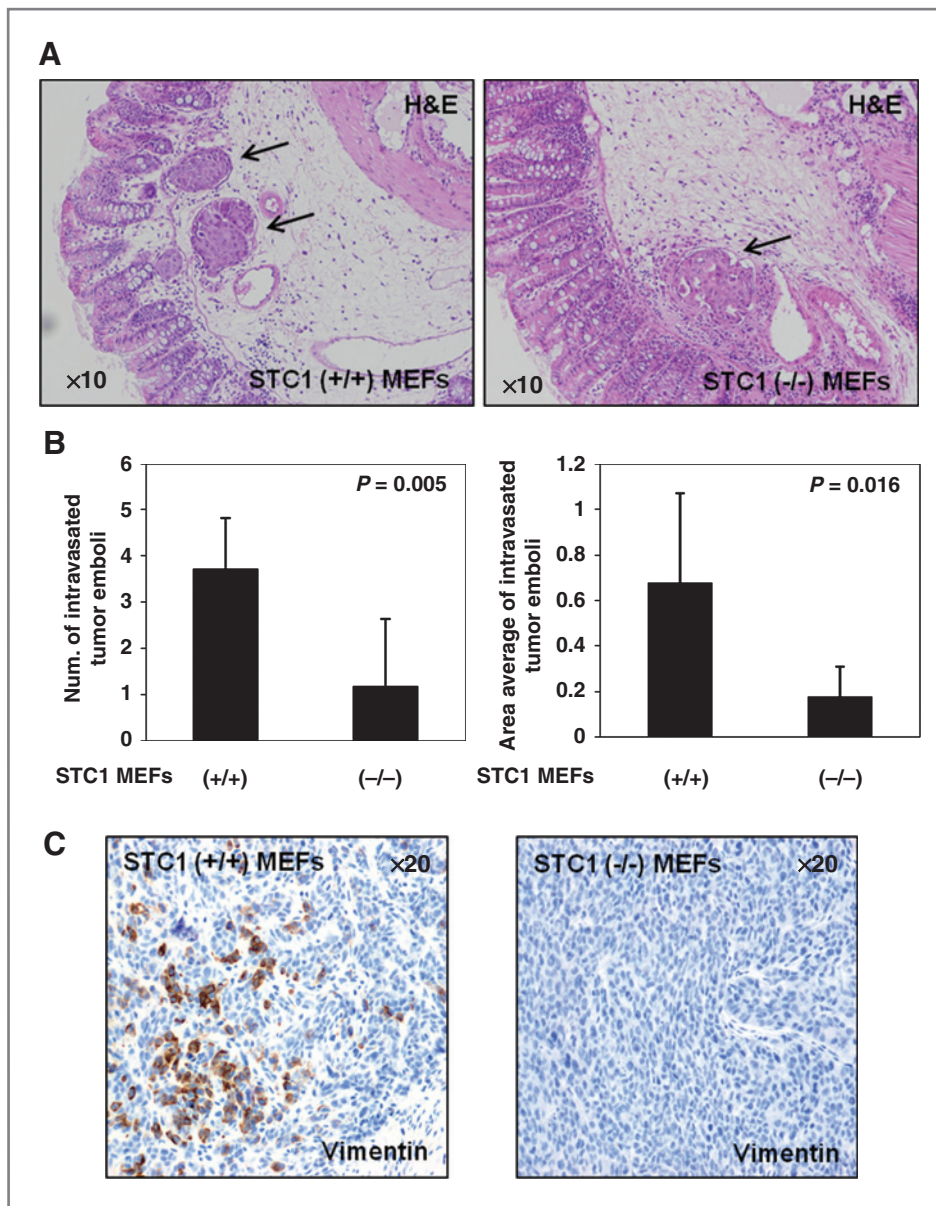 A
H&E
×10
STC1 (+/+) MEFs
H&E
×10
STC1 (-/-) MEFs
B
Num. of intravasated
tumor emboli
6
5
4
3
2
1
0
P = 0.005
STC1 MEFs (+/+) (–/–)
Area average of intravasated
tumor emboli
1.2
1
0.8
0.6
0.4
0.2
0
P = 0.016
STC1 MEFs (+/+) (–/–)
C
STC1 (+/+) MEFs ×20
Vimentin
STC1 (-/-) MEFs ×20
Vimentin